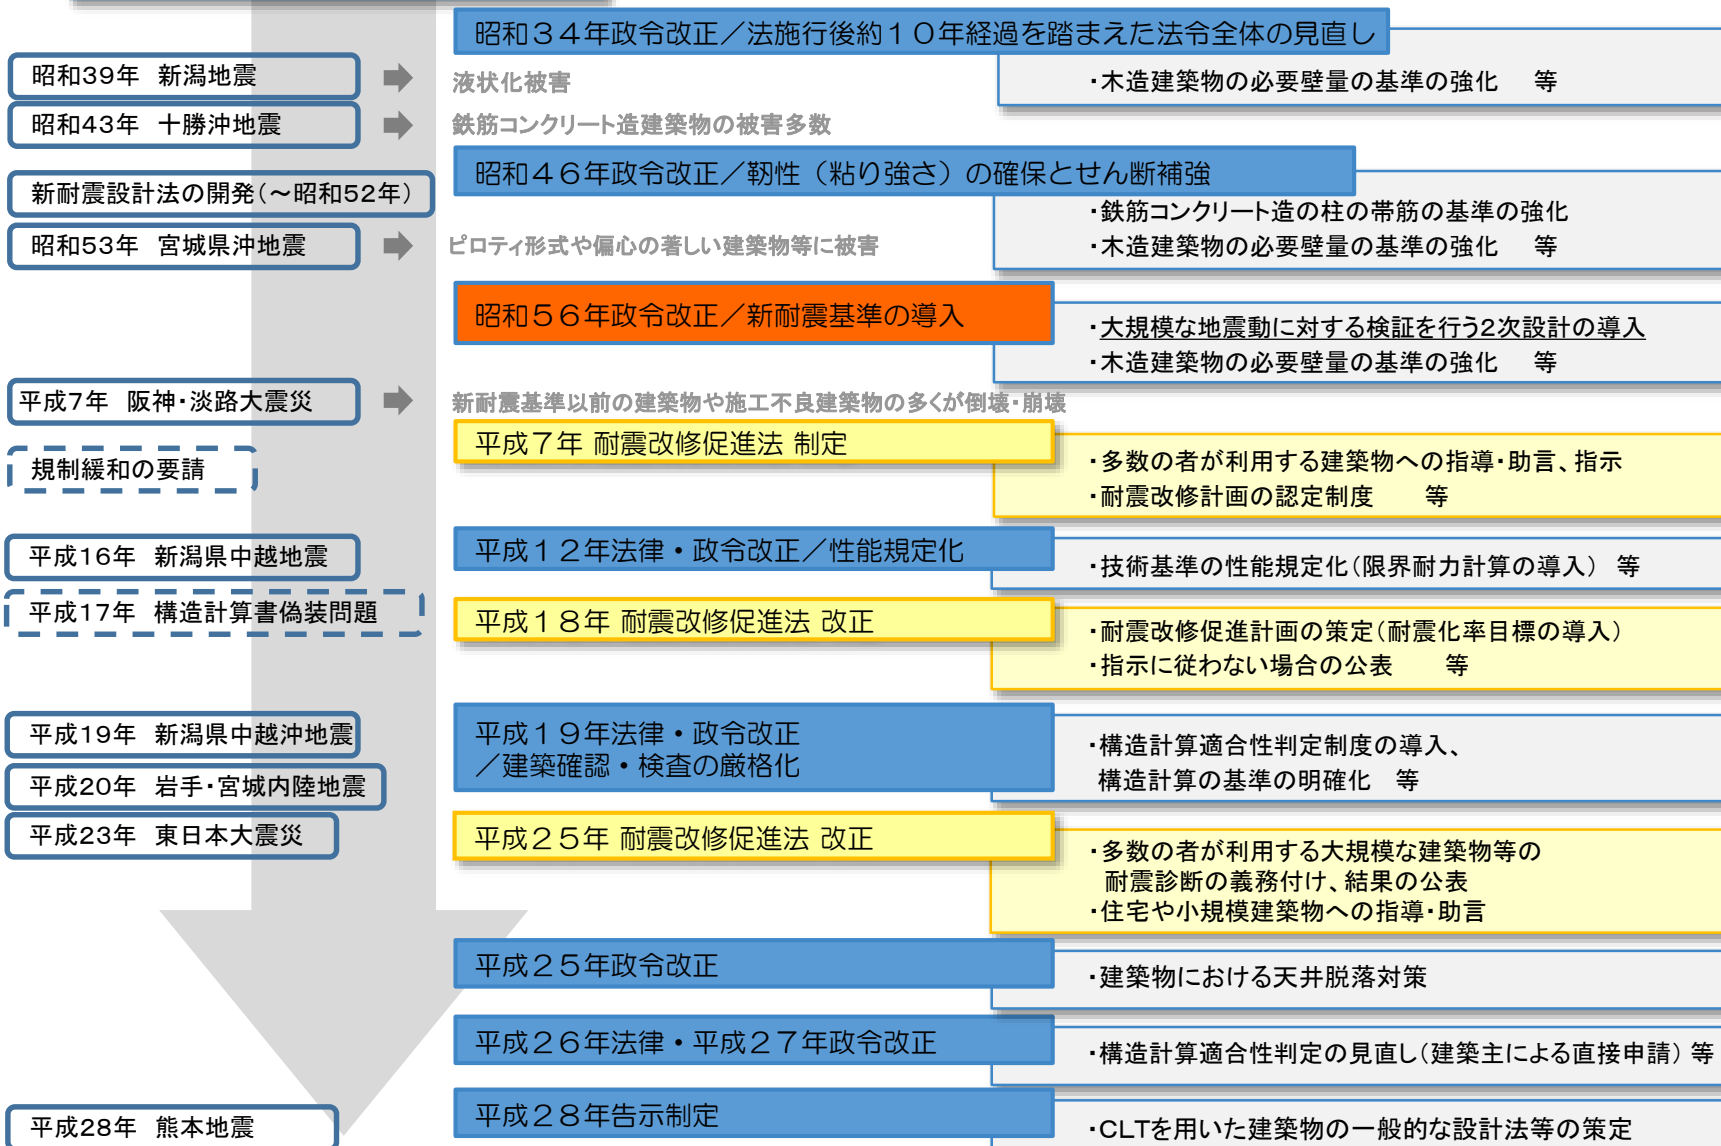 昭和３４年政令改正／法施行後約１０年経過を踏まえた法令全体の見直し
・木造建築物の必要壁量の基準の強化　等
昭和39年　新潟地震
液状化被害
昭和43年　十勝沖地震
鉄筋コンクリート造建築物の被害多数
昭和４６年政令改正／靭性（粘り強さ）の確保とせん断補強
・鉄筋コンクリート造の柱の帯筋の基準の強化
・木造建築物の必要壁量の基準の強化　等
新耐震設計法の開発（～昭和52年）
昭和53年　宮城県沖地震
ピロティ形式や偏心の著しい建築物等に被害
昭和５６年政令改正／新耐震基準の導入
・大規模な地震動に対する検証を行う2次設計の導入
・木造建築物の必要壁量の基準の強化　等
平成7年　阪神・淡路大震災
新耐震基準以前の建築物や施工不良建築物の多くが倒壊・崩壊
平成７年 耐震改修促進法 制定
・多数の者が利用する建築物への指導・助言、指示
・耐震改修計画の認定制度　等
規制緩和の要請
平成１２年法律・政令改正／性能規定化
・技術基準の性能規定化（限界耐力計算の導入）　等
平成16年　新潟県中越地震
平成17年　構造計算書偽装問題
平成１８年 耐震改修促進法 改正
・耐震改修促進計画の策定（耐震化率目標の導入）
・指示に従わない場合の公表　等
平成19年　新潟県中越沖地震
平成１９年法律・政令改正
／建築確認・検査の厳格化
・構造計算適合性判定制度の導入、
構造計算の基準の明確化　等
平成20年　岩手・宮城内陸地震
平成23年　東日本大震災
平成２５年 耐震改修促進法 改正
・多数の者が利用する大規模な建築物等の
耐震診断の義務付け、結果の公表
・住宅や小規模建築物への指導・助言
平成２５年政令改正
・建築物における天井脱落対策
平成２６年法律・平成２７年政令改正
・構造計算適合性判定の見直し（建築主による直接申請）等
平成28年　熊本地震
平成２８年告示制定
・CLTを用いた建築物の一般的な設計法等の策定